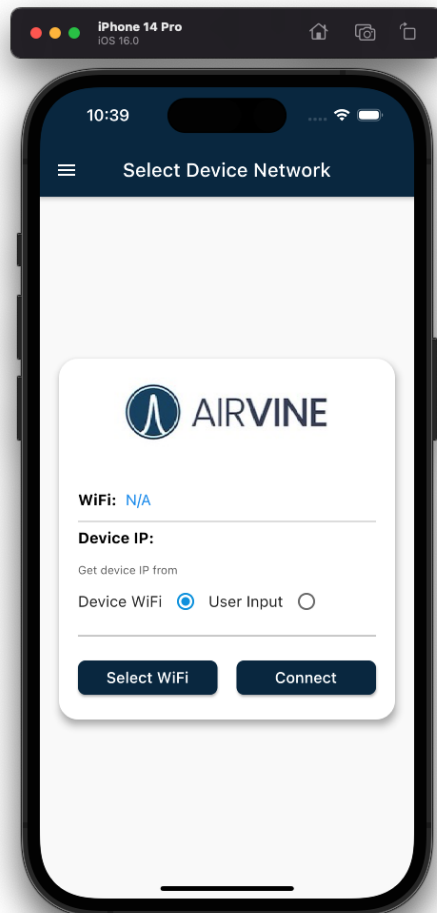 iPhone 14 Pro
iOS 16.0
10:39
Select Device Network
AIRVINE
WiFi: N/A
Device IP:
Get device IP from
Device WiFi User Input
Select WiFi Connect